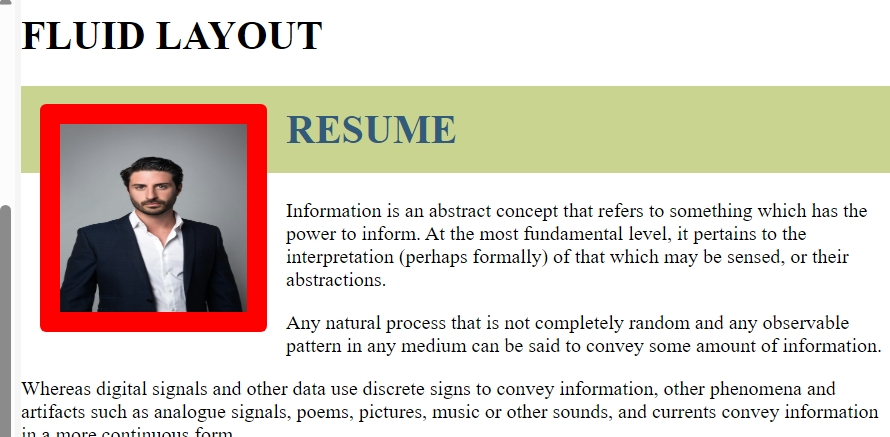 FLUID LAYOUT
RESUME
Information is an abstract concept that refers to something which has the
power to inform. At the most fundamental level, it pertains to the
interpretation (perhaps formally) of that which may be sensed, or their
abstractions.
Any natural process that is not completely random and any observable
pattern in any medium can be said to convey some amount of information.
Whereas digital signals and other data use discrete signs to convey information, other phenomena and
artifacts such as analogue signals, poems, pictures, music or other sounds, and currents convey information
in a more continuous form.